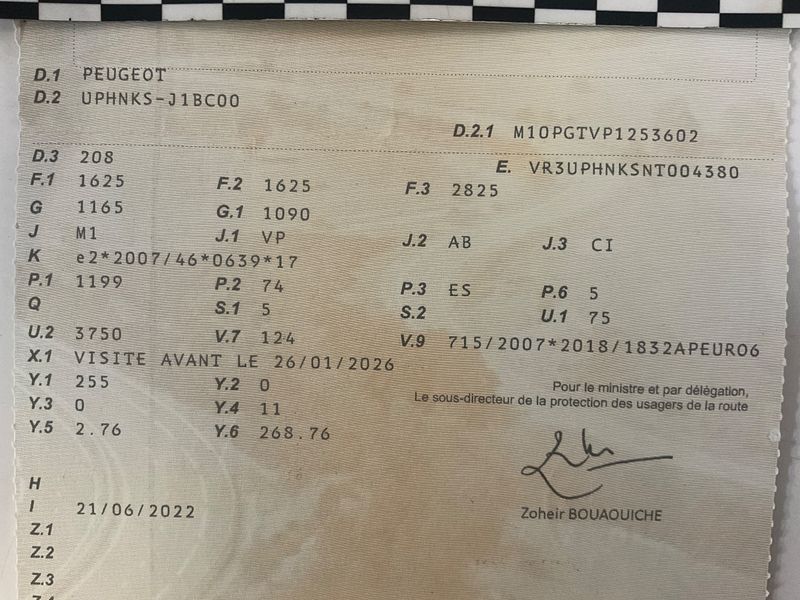 D.1 PEUGEOT
D.2 UPHNKS-J1BC00
D.2.1 M10PGTVP1253602
D.3 208
E. VR3UPHNKSNT004380
F.1 1625 F.2 1625 F.3 2825
G 1165 G.1 1090
J M1 J.1 VP J.2 AB J.3 CI
K e2*2007/46*0639*17
P.1 1199 P.2 74 P.3 ES P.6 5
Q S.1 5 S.2 U.1 75
U.2 3750 V.7 124 V.9 715/2007*2018/1832APEURO6
X.1 VISITE AVANT LE 26/01/2026
Y.1 255 Y.2 0
Y.3 0 Y.4 11
Y.5 2.76 Y.6 268.76
Pour le ministre et par délégation,
Le sous-directeur de la protection des usagers de la route
Zoheir BOUAOUICHE
H
I 21/06/2022
Z.1
Z.2
Z.3
Z.4